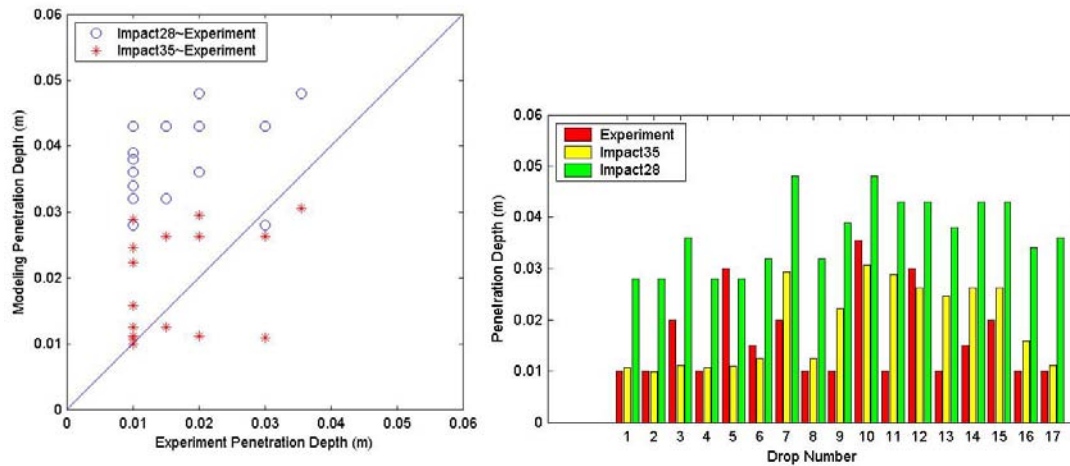 0.06
0.05
0.04
0.03
0.02
0.01
0
Modeling Penetration Depth (m)
Impact28~Experiment
Impact35~Experiment
0 0.01 0.02 0.03 0.04 0.05 0.06
Experiment Penetration Depth (m)
0.06
0.05
0.04
0.03
0.02
0.01
0
Penetration Depth (m)
Experiment
Impact35
Impact28
1 2 3 4 5 6 7 8 9 10 11 12 13 14 15 16 17
Drop Number